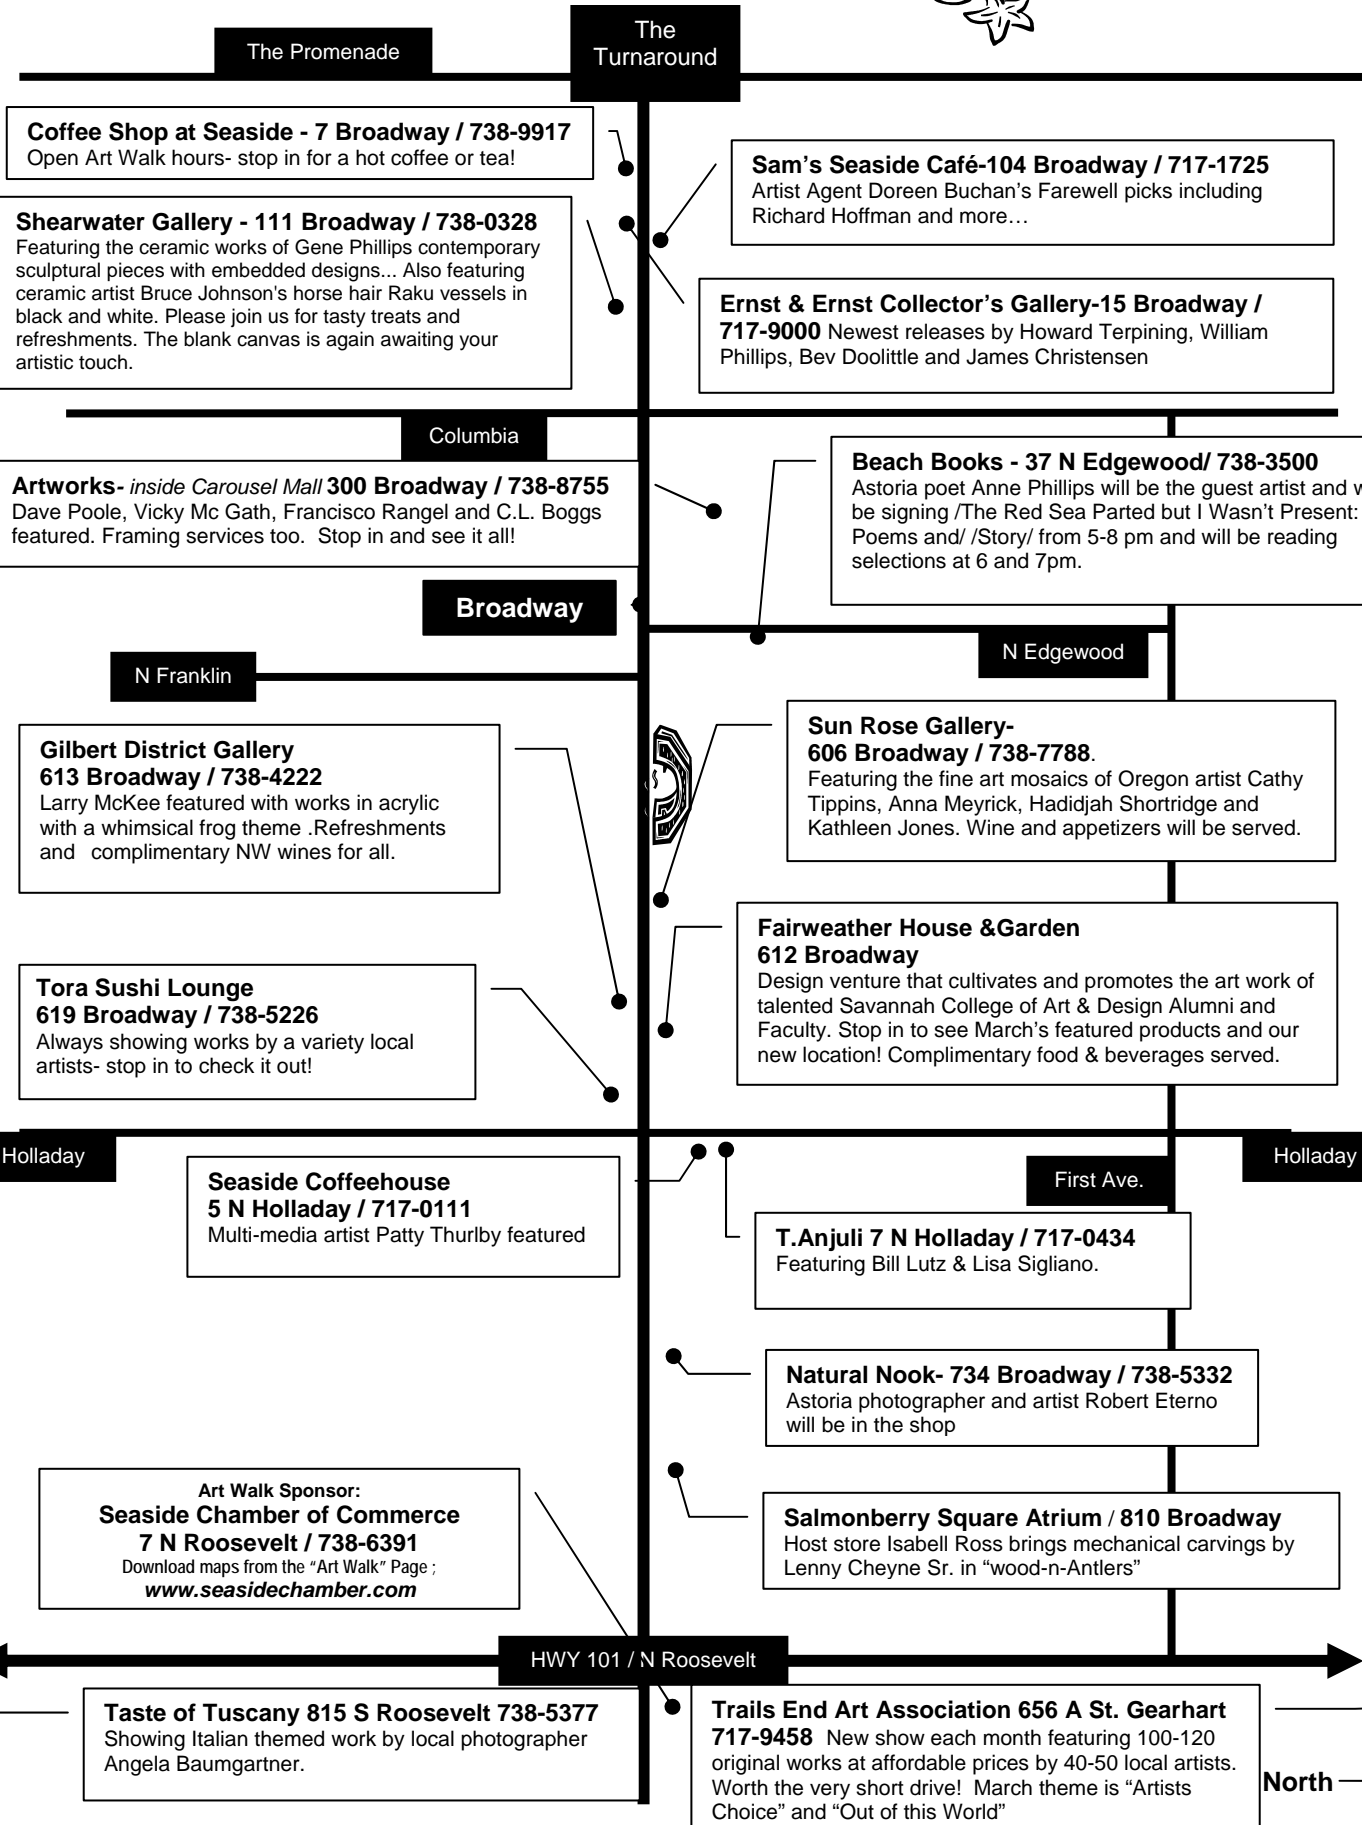 The Promenade
The
Turnaround
Coffee Shop at Seaside - 7 Broadway / 738-9917
Open Art Walk hours- stop in for a hot coffee or tea!
Sam’s Seaside Café-104 Broadway / 717-1725
Artist Agent Doreen Buchan’s Farewell picks including
Richard Hoffman and more…
Shearwater Gallery - 111 Broadway / 738-0328
Featuring the ceramic works of Gene Phillips contemporary
sculptural pieces with embedded designs... Also featuring
ceramic artist Bruce Johnson's horse hair Raku vessels in
black and white. Please join us for tasty treats and
refreshments. The blank canvas is again awaiting your
artistic touch.
Ernst & Ernst Collector’s Gallery-15 Broadway /
717-9000 Newest releases by Howard Terpining, William
Phillips, Bev Doolittle and James Christensen
Columbia
Artworks- inside Carousel Mall 300 Broadway / 738-8755
Dave Poole, Vicky Mc Gath, Francisco Rangel and C.L. Boggs
featured. Framing services too.  Stop in and see it all!
Beach Books - 37 N Edgewood/ 738-3500
Astoria poet Anne Phillips will be the guest artist and w
be signing /The Red Sea Parted but I Wasn’t Present:
Poems and/ /Story/ from 5-8 pm and will be reading
selections at 6 and 7pm.
Broadway
N Edgewood
N Franklin
Gilbert District Gallery
613 Broadway / 738-4222
Larry McKee featured with works in acrylic
with a whimsical frog theme .Refreshments
and   complimentary NW wines for all.
Sun Rose Gallery-
606 Broadway / 738-7788.
Featuring the fine art mosaics of Oregon artist Cathy
Tippins, Anna Meyrick, Hadidjah Shortridge and
Kathleen Jones. Wine and appetizers will be served.
Fairweather House &Garden
612 Broadway
Design venture that cultivates and promotes the art work of
talented Savannah College of Art & Design Alumni and
Faculty. Stop in to see March’s featured products and our
new location! Complimentary food & beverages served.
Tora Sushi Lounge
619 Broadway / 738-5226
Always showing works by a variety local
artists- stop in to check it out!
Holladay
Holladay
First Ave.
Seaside Coffeehouse
5 N Holladay / 717-0111
Multi-media artist Patty Thurlby featured
T.Anjuli 7 N Holladay / 717-0434
Featuring Bill Lutz & Lisa Sigliano.
Natural Nook- 734 Broadway / 738-5332
Astoria photographer and artist Robert Eterno
will be in the shop
Art Walk Sponsor:
Seaside Chamber of Commerce
7 N Roosevelt / 738-6391
Download maps from the “Art Walk” Page ;
www.seasidechamber.com
Salmonberry Square Atrium / 810 Broadway
Host store Isabell Ross brings mechanical carvings by
Lenny Cheyne Sr. in “wood-n-Antlers”
HWY 101 / N Roosevelt
Taste of Tuscany 815 S Roosevelt 738-5377
Showing Italian themed work by local photographer
Angela Baumgartner.
Trails End Art Association 656 A St. Gearhart
717-9458  New show each month featuring 100-120
original works at affordable prices by 40-50 local artists.
Worth the very short drive!  March theme is “Artists
Choice” and “Out of this World”
North